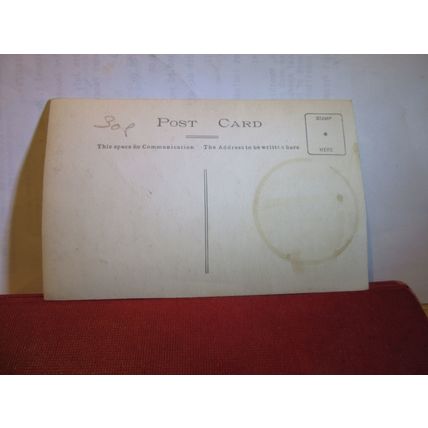 30p
POST CARD
STAMP
HERE
This space for Communication The Address to be written here